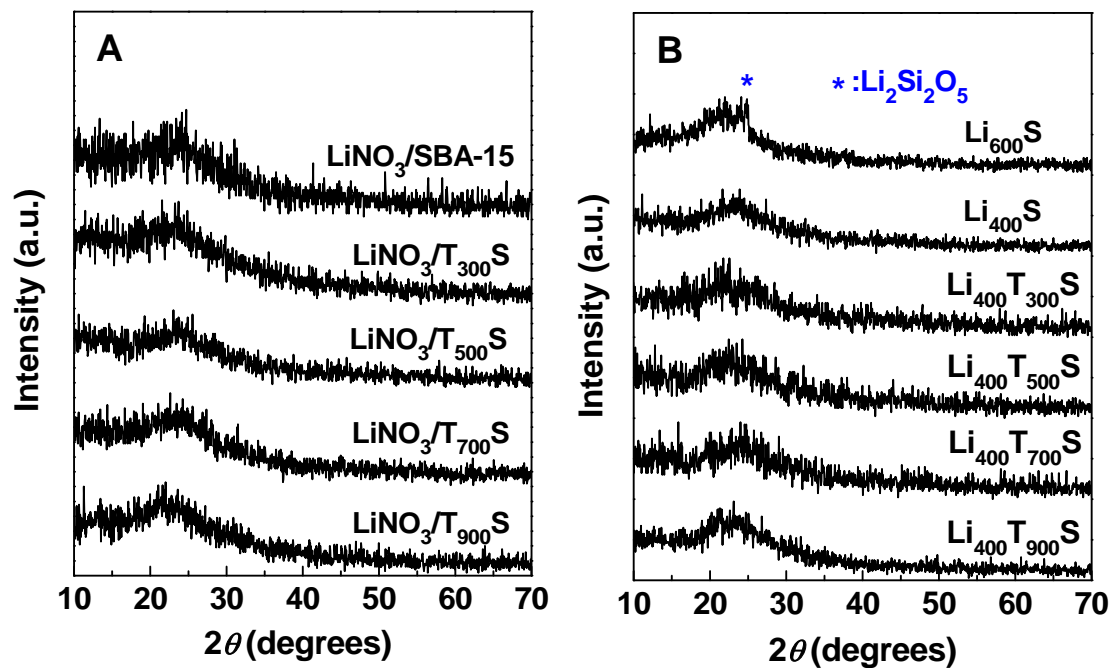 A
LiNO3/SBA-15
LiNO3/T300S
LiNO3/T500S
LiNO3/T700S
LiNO3/T900S
Intensity (a.u.)
10 20 30 40 50 60 70
2θ (degrees)
B
*
* :Li2Si2O5
Li600S
Li400S
Li400T300S
Li400T500S
Li400T700S
Li400T900S
Intensity (a.u.)
10 20 30 40 50 60 70
2θ (degrees)